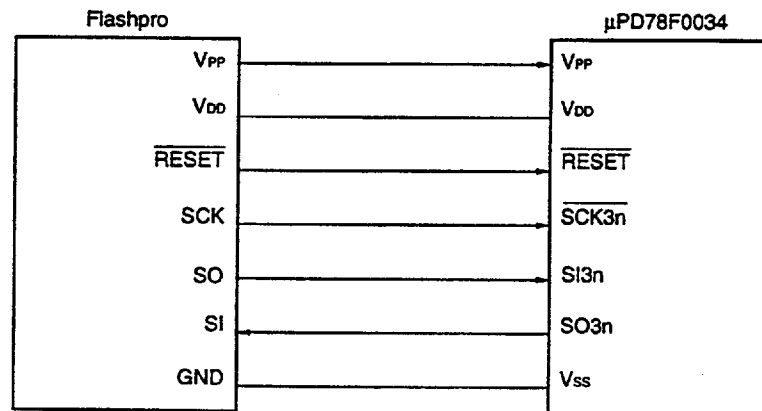 Flashpro μPD78F0034
VPP VPP
VDD VDD
RESET RESET
SCK SCK3n
SO SI3n
SI SO3n
GND VSS